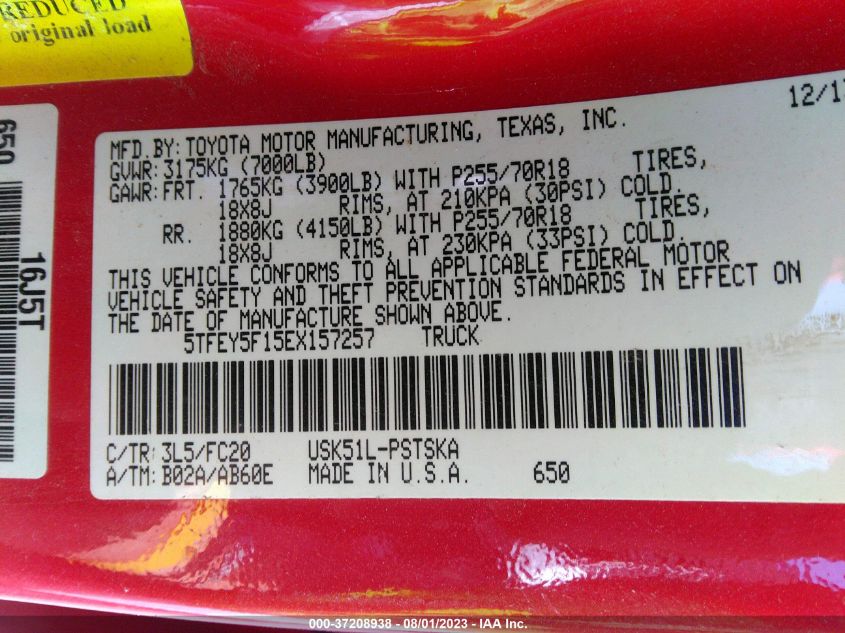 REDUCED
original load
650
16J5T
12/1
MFD.BY:TOYOTA MOTOR MANUFACTURING, TEXAS, INC.
GVWR:3175KG (7000LB)
GAWR:FRT. 1765KG (3900LB) WITH P255/70R18 TIRES,
18X8J RIMS, AT 210KPA (30PSI) COLD.
RR. 1880KG (4150LB) WITH P255/70R18 TIRES,
18X8J RIMS, AT 230KPA (33PSI) COLD.
THIS VEHICLE CONFORMS TO ALL APPLICABLE FEDERAL MOTOR
VEHICLE SAFETY AND THEFT PREVENTION STANDARDS IN EFFECT ON
THE DATE OF MANUFACTURE SHOWN ABOVE.
5TFEY5F15EX157257 TRUCK
C/TR:3L5/FC20 USK51L-PSTSKA
A/TM:B02A/AB60E MADE IN U.S.A. 650
000-37208938 - 08/01/2023 - IAA Inc.